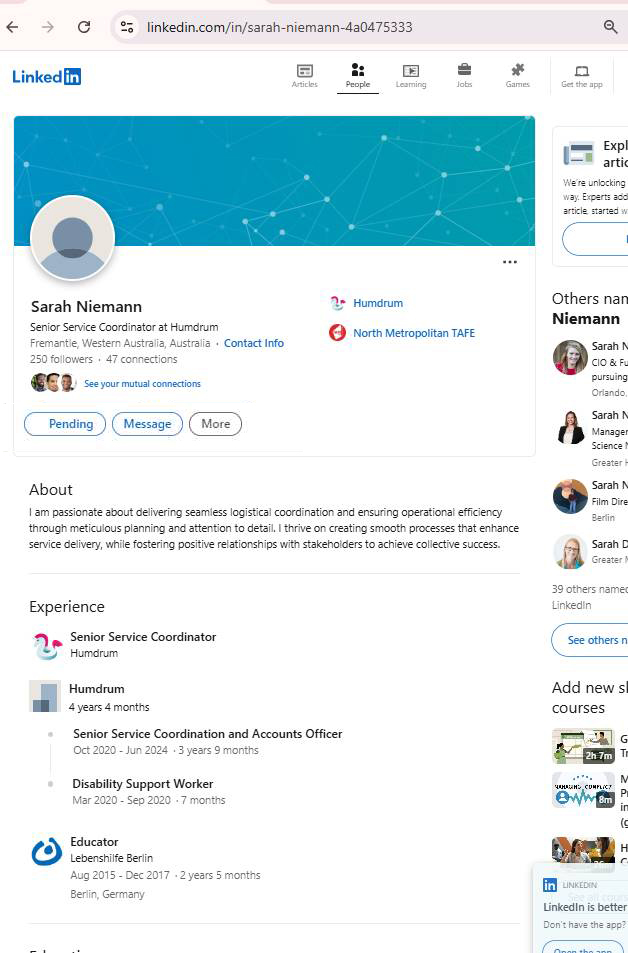 linkedin.com/in/sarah-niemann-4a0475333
Linked in
Articles
People
Learning
Jobs
Games
Get the app
Sarah Niemann
Senior Service Coordinator at Humdrum
Fremantle, Western Australia, Australia · Contact Info
250 followers · 47 connections
See your mutual connections
Humdrum
North Metropolitan TAFE
Pending
Message
More
About
I am passionate about delivering seamless logistical coordination and ensuring operational efficiency
through meticulous planning and attention to detail. I thrive on creating smooth processes that enhance
service delivery, while fostering positive relationships with stakeholders to achieve collective success.
Experience
Senior Service Coordinator
Humdrum
Humdrum
4 years 4 months
Senior Service Coordination and Accounts Officer
Oct 2020 - Jun 2024 · 3 years 9 months
Disability Support Worker
Mar 2020 - Sep 2020 · 7 months
Educator
Lebenshilfe Berlin
Aug 2015 - Dec 2017 · 2 years 5 months
Berlin, Germany
Expl
artic
We're unlocking
way. Experts add
article, started w
Others nam
Niemann
Sarah N
CIO & Fu
pursuing
Orlando,
Sarah N
Manager
Science N
Greater H
Sarah N
Film Dire
Berlin
Sarah D
Greater M
39 others named
LinkedIn
See others n
Add new sk
courses
2h 7m
G
Tr
MANAGING CONFLICT
8m
M
Pr
in
(g
H
See all cours
in LINKEDIN
LinkedIn is better
Don't have the app?
Open the app